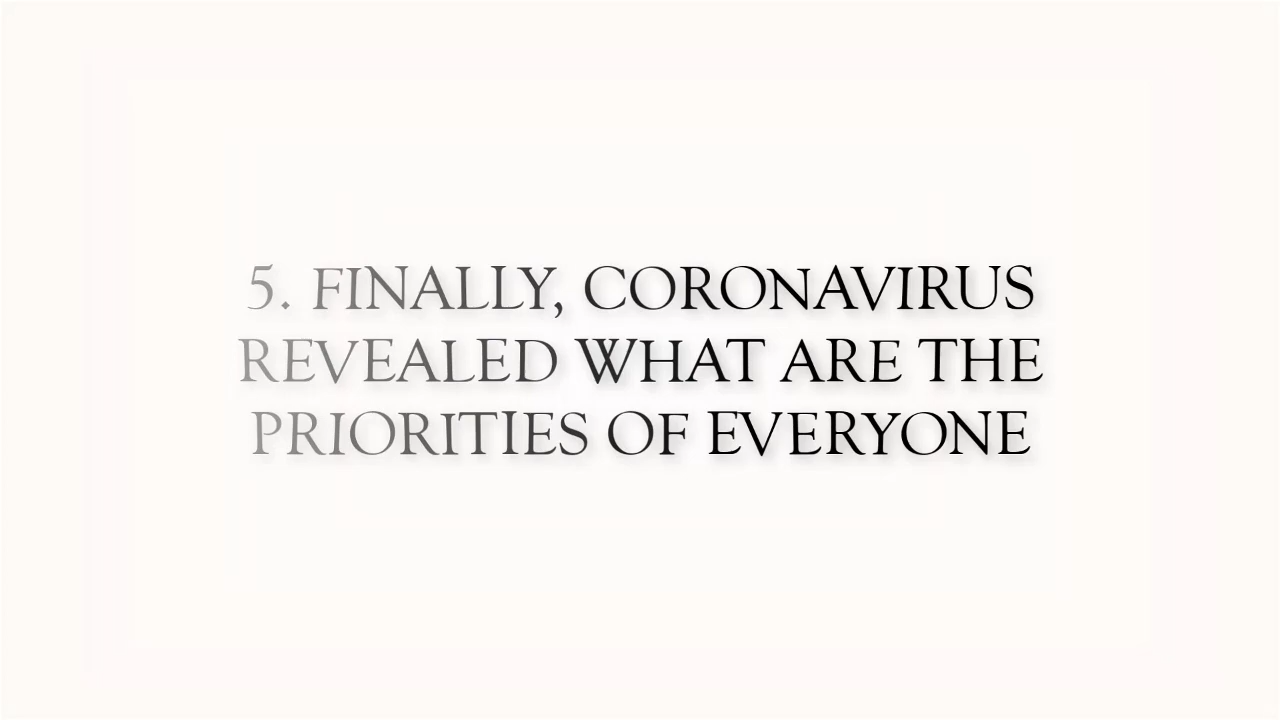 5. FINALLY, CORONAVIRUS
REVEALED WHAT ARE THE
PRIORITIES OF EVERYONE